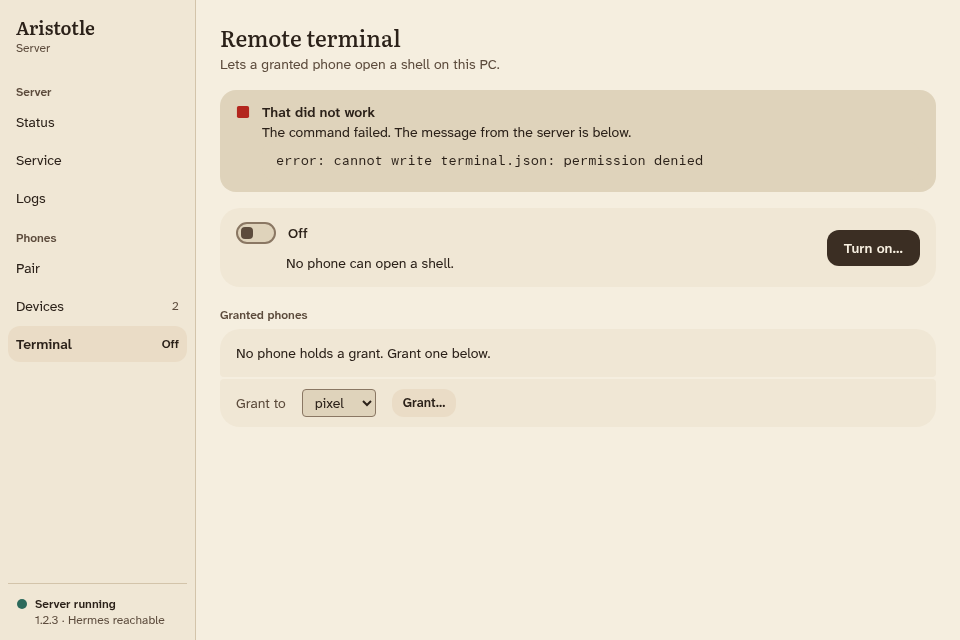 Aristotle
Server
Server
Status
Service
Logs
Phones
Pair
Devices 2
Terminal Off
Server running
1.2.3 · Hermes reachable
Remote terminal
Lets a granted phone open a shell on this PC.
That did not work
The command failed. The message from the server is below.
error: cannot write terminal.json: permission denied
Off
No phone can open a shell.
Turn on...
Granted phones
No phone holds a grant. Grant one below.
Grant to pixel Grant...